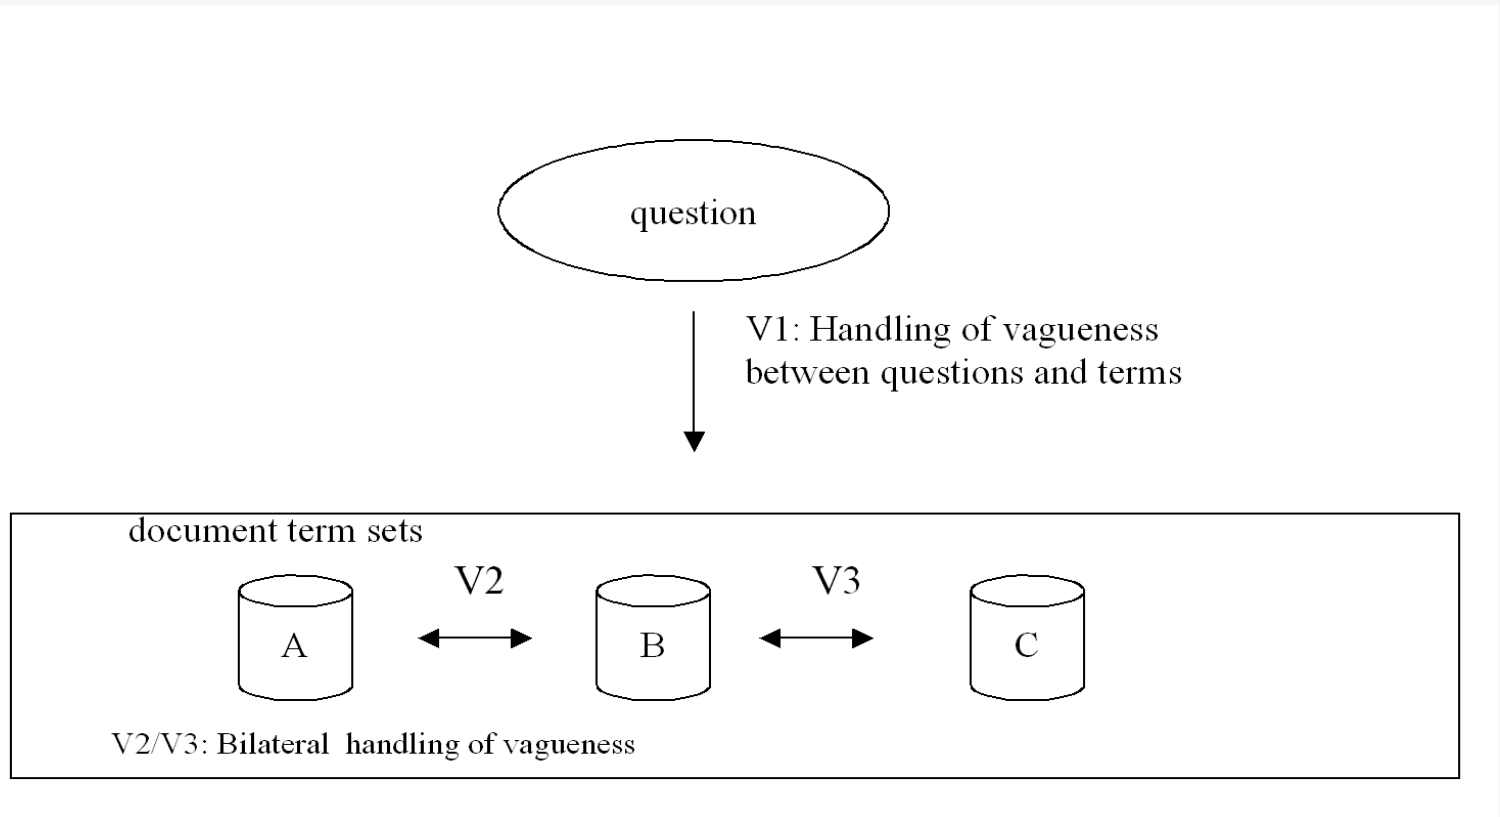 question
V1: Handling of vagueness
between questions and terms
document term sets
V2
V3
A
B
C
V2/V3: Bilateral handling of vagueness